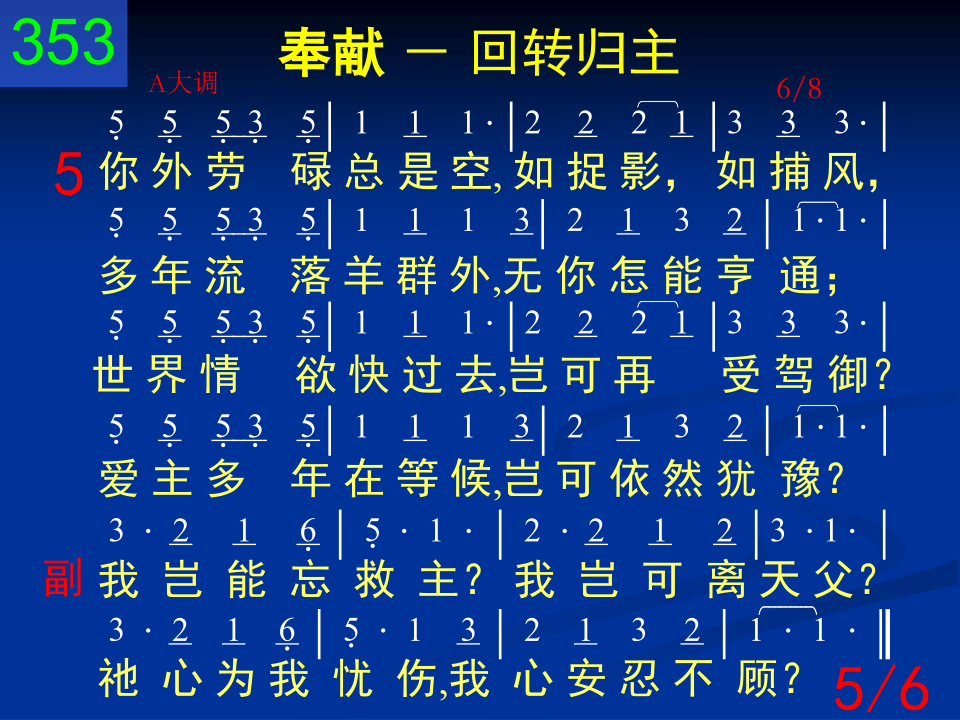 353
奉献 － 回转归主
A大调 6/8
5 5 5 3 5 | 1 1 1 · | 2 2 2 1 | 3 3 3 · |
5 你外劳 碌总是空, 如捉影， 如捕风，
5 5 5 3 5 | 1 1 1 3 | 2 1 3 2 | 1 · 1 · |
多年流 落羊群外,无你怎能亨通；
5 5 5 3 5 | 1 1 1 · | 2 2 2 1 | 3 3 3 · |
世界情 欲快过去,岂可再 受驾御？
5 5 5 3 5 | 1 1 1 3 | 2 1 3 2 | 1 · 1 · |
爱主多 年在等候,岂可依然犹豫？
3 · 2 1 6 | 5 · 1 · | 2 · 2 1 2 | 3 · 1 · |
副 我岂能忘救主？我岂可离天父？
3 · 2 1 6 | 5 · 1 3 | 2 1 3 2 | 1 · 1 · ‖
祂心为我忧伤,我心安忍不顾？
5/6